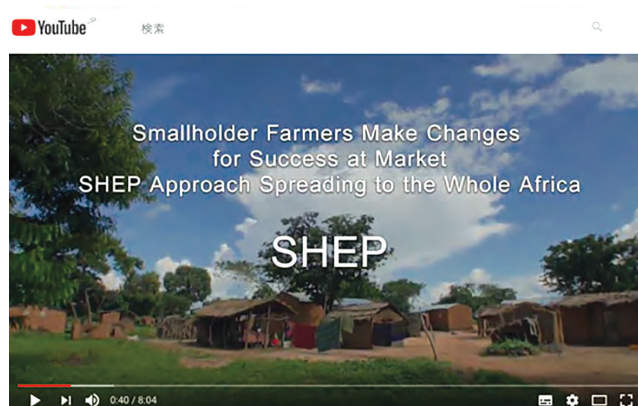 YouTube JP
検索
Smallholder Farmers Make Changes
for Success at Market
SHEP Approach Spreading to the Whole Africa
SHEP
0:40 / 8:04